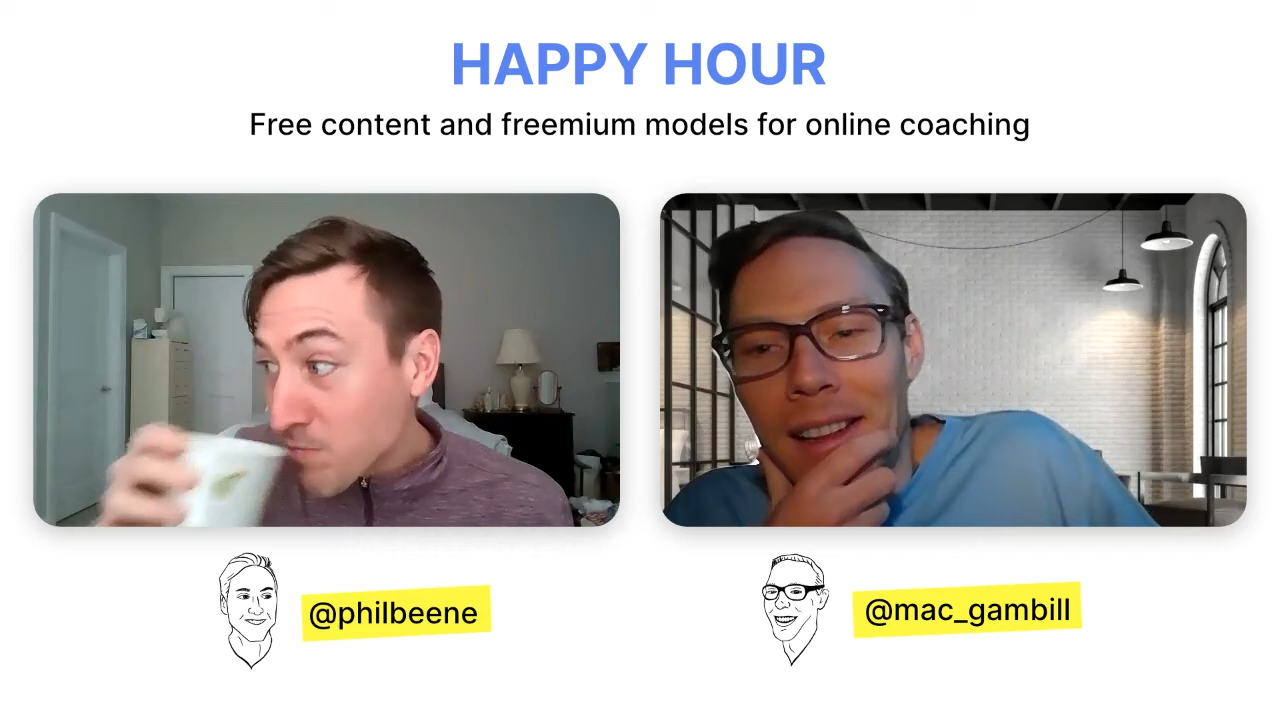 HAPPY HOUR
Free content and freemium models for online coaching
@philbeene
@mac_gambill